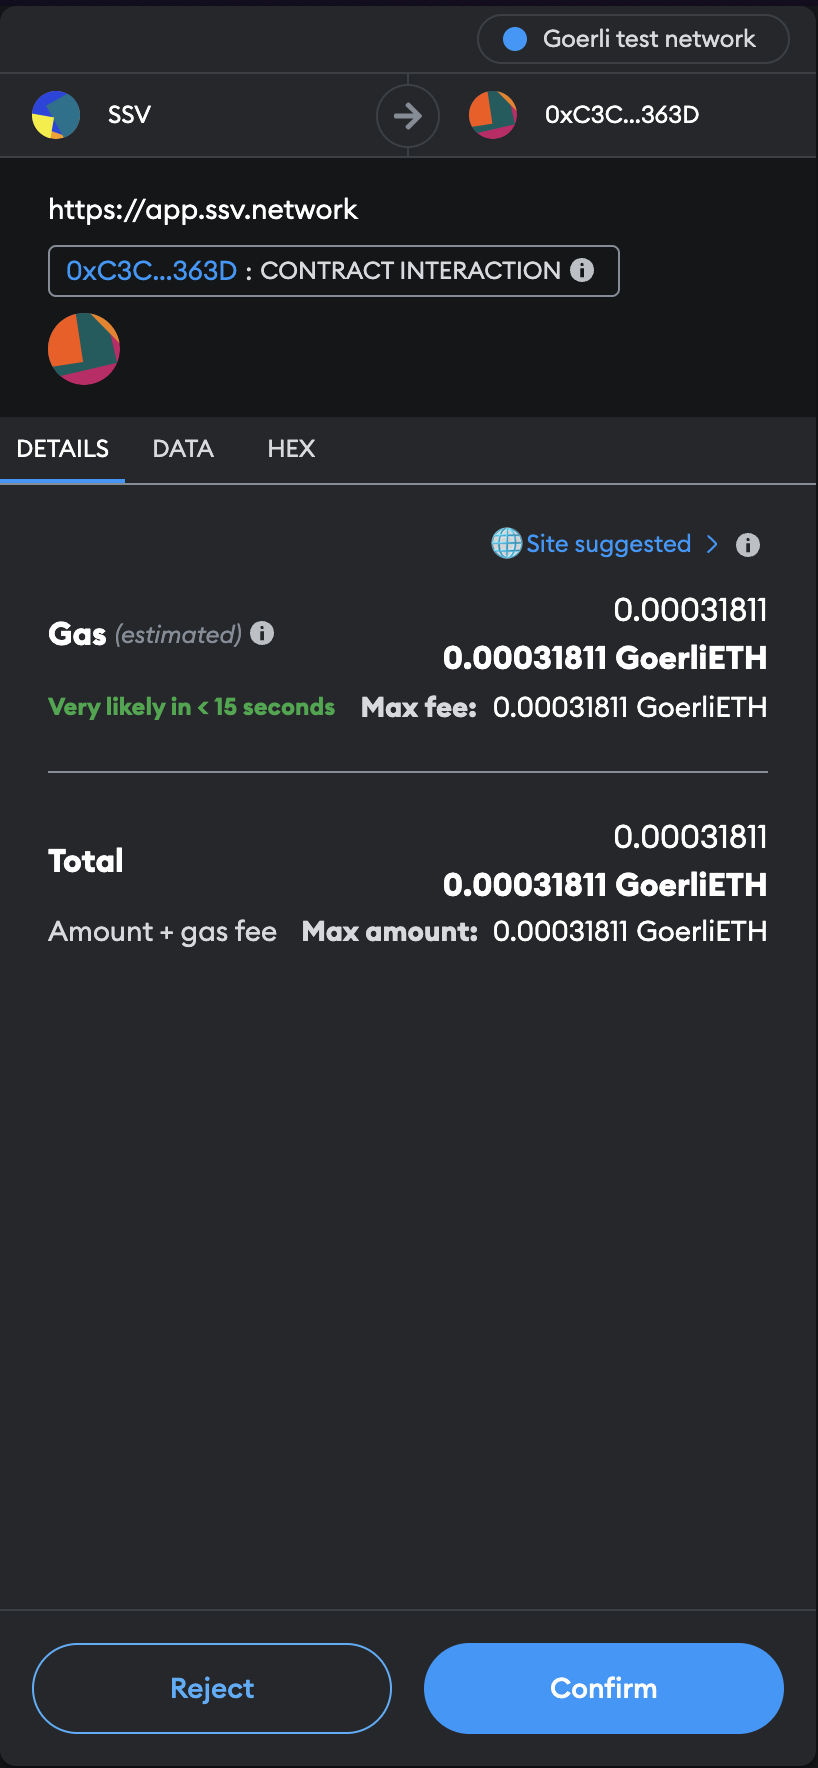 Goerli test network
SSV
0xC3C...363D
https://app.ssv.network
0xC3C...363D : CONTRACT INTERACTION
DETAILS DATA HEX
Site suggested
0.00031811
Gas (estimated)
0.00031811 GoerliETH
Very likely in < 15 seconds Max fee: 0.00031811 GoerliETH
0.00031811
Total
0.00031811 GoerliETH
Amount + gas fee Max amount: 0.00031811 GoerliETH
Reject Confirm